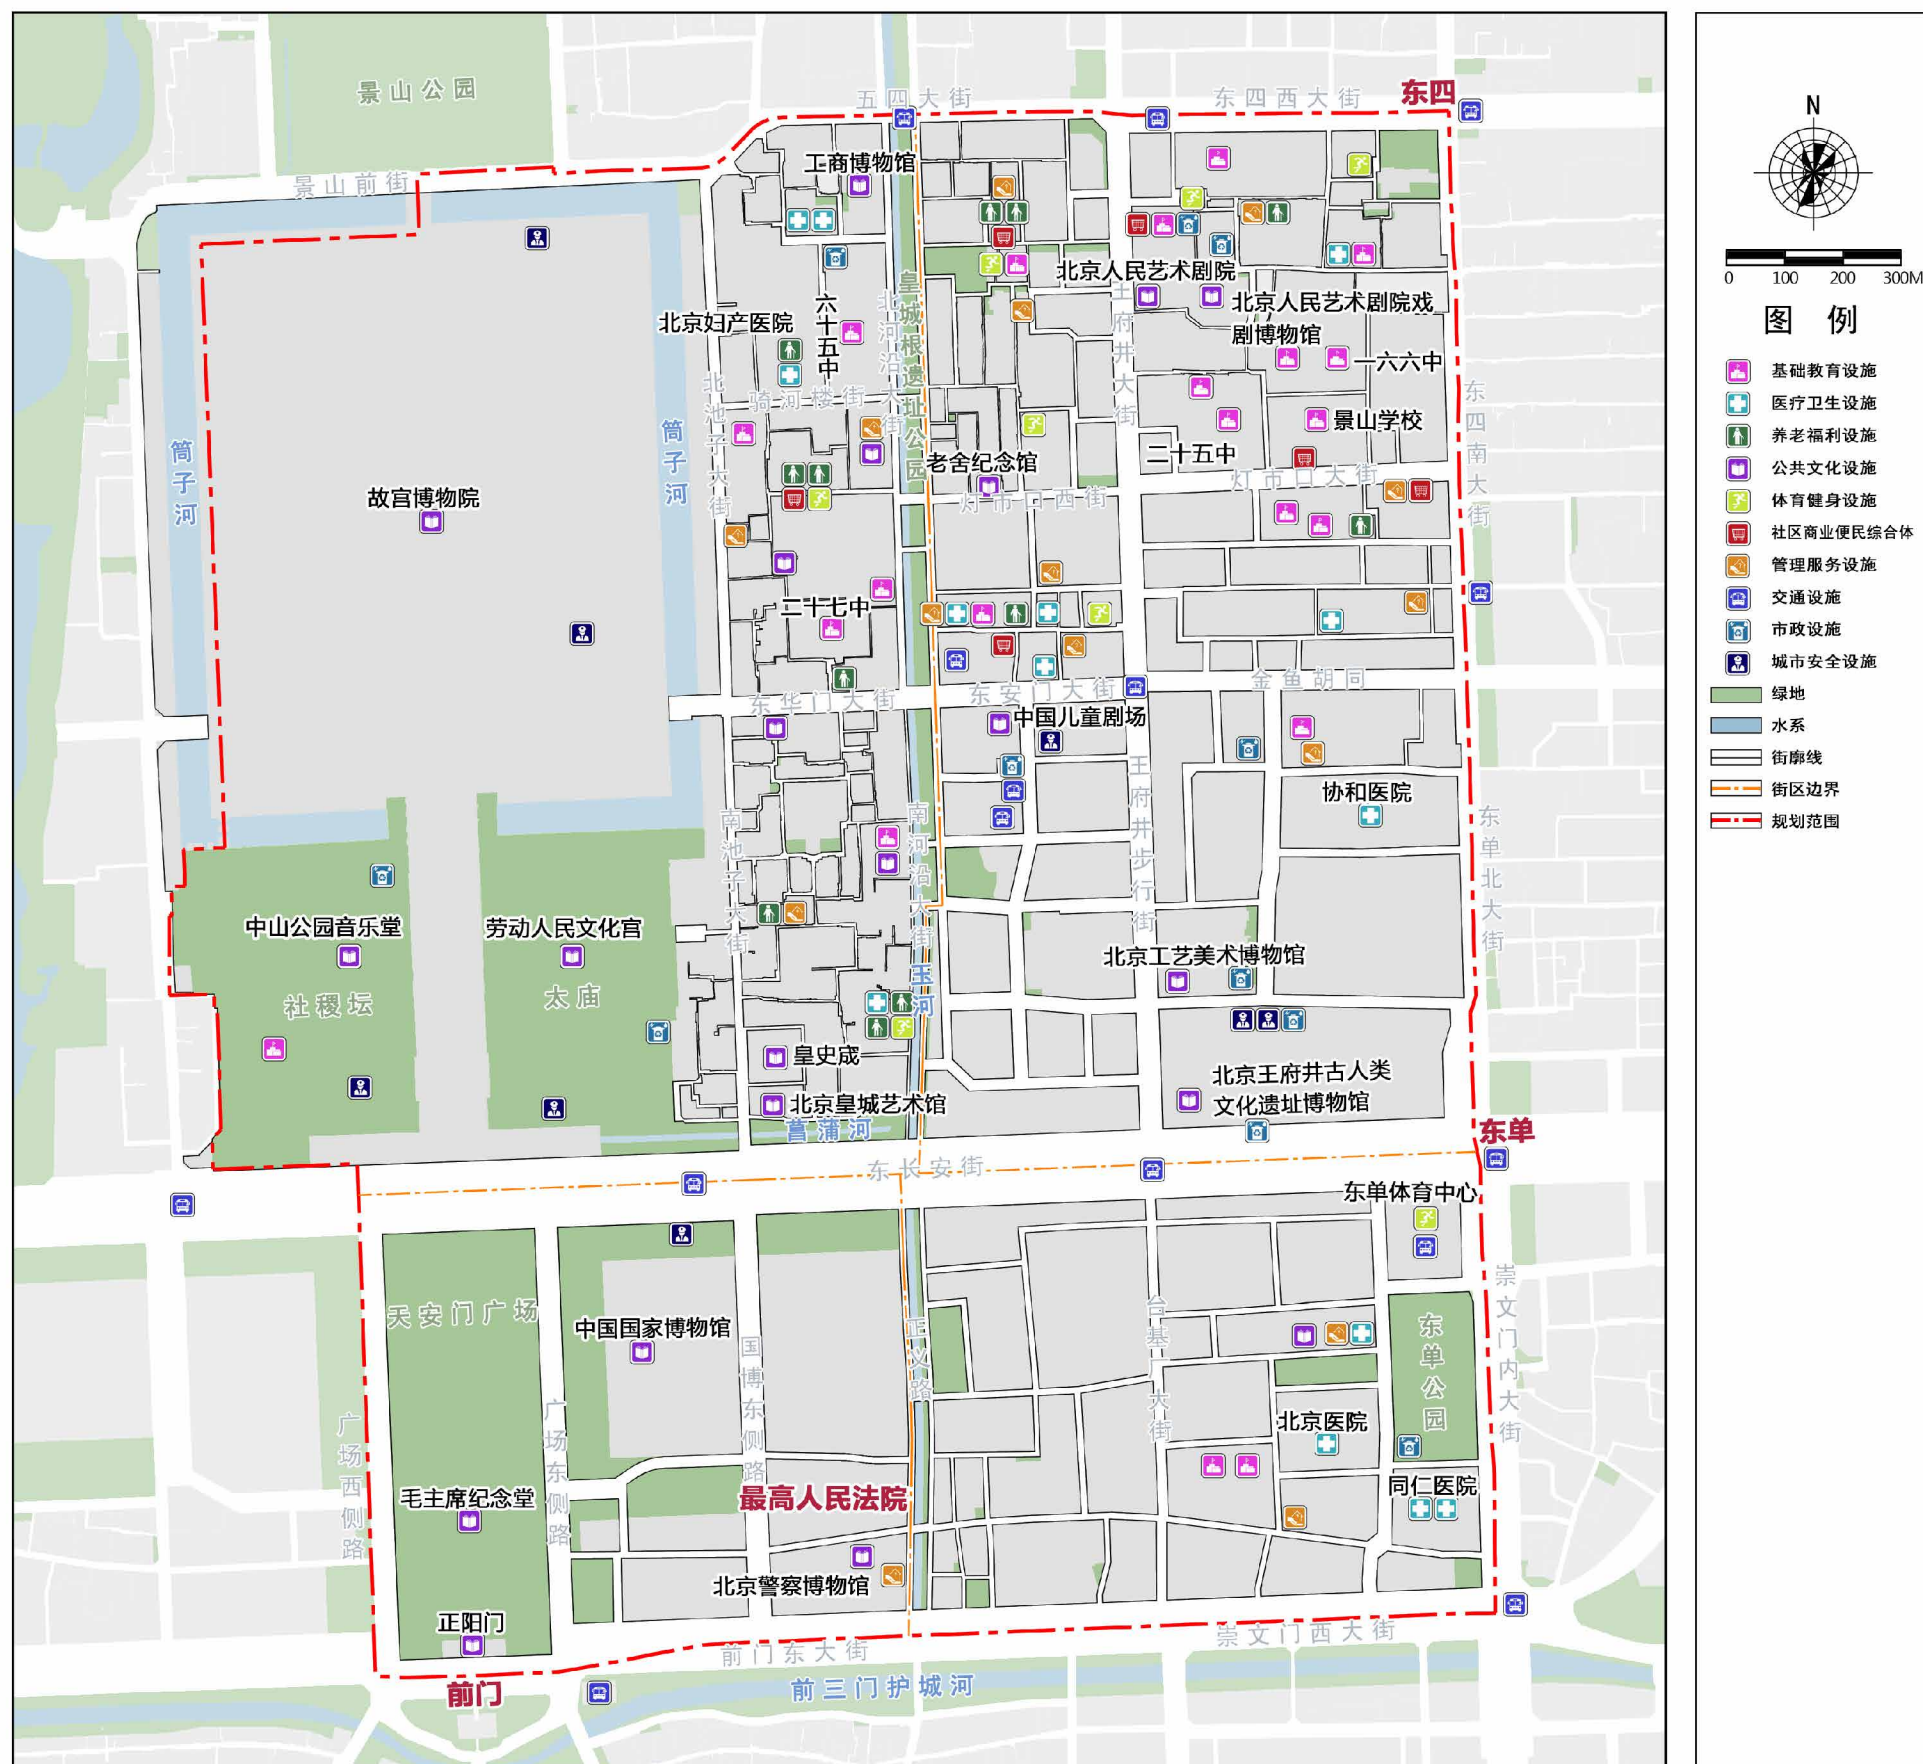 景山公园
五四大街
东四西大街
东四
景山前街
工商博物馆
北京人民艺术剧院
北京人民艺术剧院戏
剧博物馆
北京妇产医院
六十五中
北河沿大街
皇城根遗址公园
王府井大街
一六六中
景山学校
二十五中
北池子大街
骑河楼街
东四南大街
筒子河
筒子河
故宫博物院
老舍纪念馆
灯市口西街
灯市口大街
二十七中
东华门大街
东安门大街
金鱼胡同
中国儿童剧场
王府井步行街
协和医院
南池子大街
南河沿大街
东单北大街
中山公园音乐堂
劳动人民文化宫
社稷坛
太庙
玉河
北京工艺美术博物馆
皇史宬
北京皇城艺术馆
菖蒲河
北京王府井古人类
文化遗址博物馆
东单
东长安街
东单体育中心
天安门广场
中国国家博物馆
国博东侧路
正义路
台基厂大街
东单公园
崇文门内大街
广场西侧路
广场东侧路
北京医院
同仁医院
毛主席纪念堂
最高人民法院
北京警察博物馆
正阳门
前门东大街
崇文门西大街
前门
前三门护城河
N
0 100 200 300M
图 例
基础教育设施
医疗卫生设施
养老福利设施
公共文化设施
体育健身设施
社区商业便民综合体
管理服务设施
交通设施
市政设施
城市安全设施
绿地
水系
街廓线
街区边界
规划范围